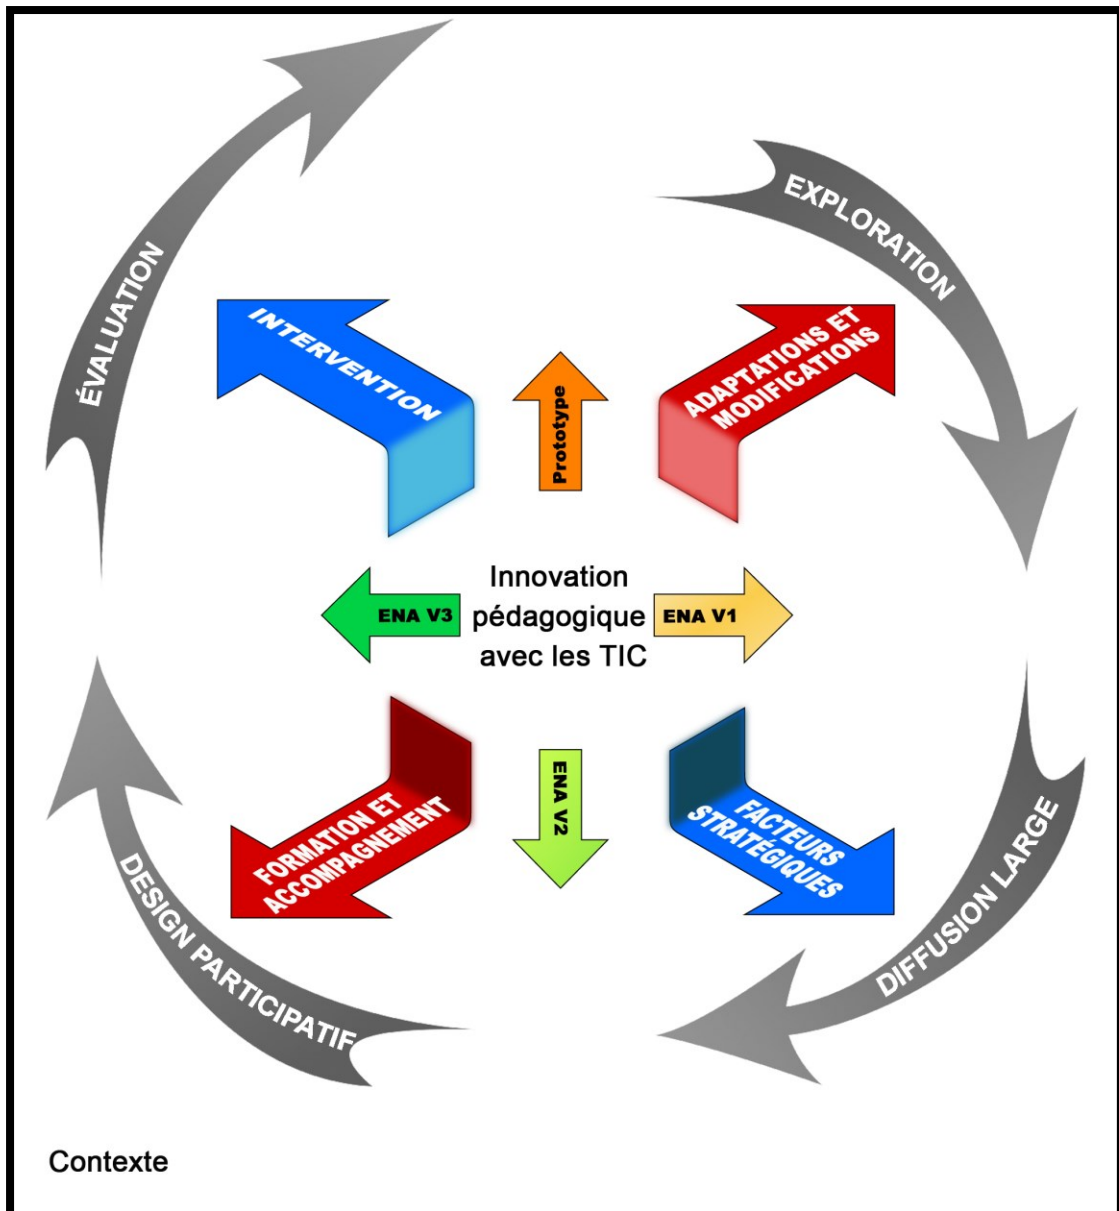 ÉVALUATION
EXPLORATION
INTERVENTION
ADAPTATIONS ET
MODIFICATIONS
Prototype
Innovation
pédagogique
avec les TIC
ENA V3
ENA V1
ENA V2
FORMATION ET
ACCOMPAGNEMENT
FACTEURS
STRATÉGIQUES
DESIGN PARTICIPATIF
DIFFUSION LARGE
Contexte